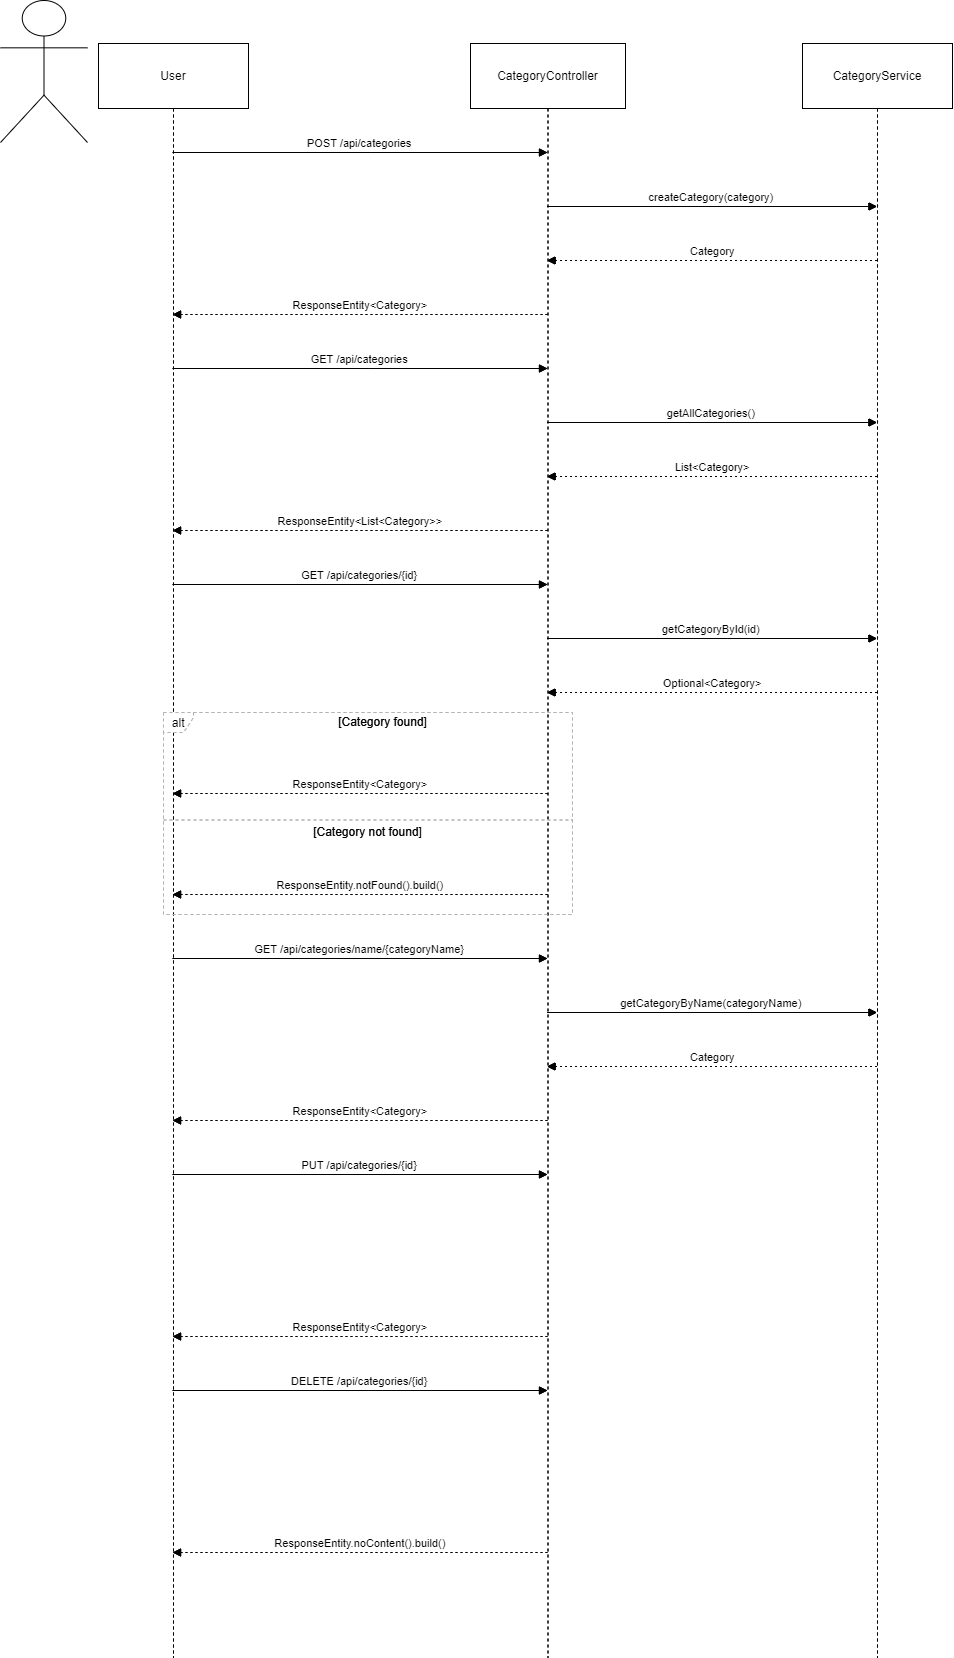 User
CategoryController
CategoryService
POST /api/categories
createCategory(category)
Category
ResponseEntity<Category>
GET /api/categories
getAllCategories()
List<Category>
ResponseEntity<List<Category>>
GET /api/categories/{id}
getCategoryById(id)
Optional<Category>
alt
[Category found]
ResponseEntity<Category>
[Category not found]
ResponseEntity.notFound().build()
GET /api/categories/name/{categoryName}
getCategoryByName(categoryName)
Category
ResponseEntity<Category>
PUT /api/categories/{id}
ResponseEntity<Category>
DELETE /api/categories/{id}
ResponseEntity.noContent().build()